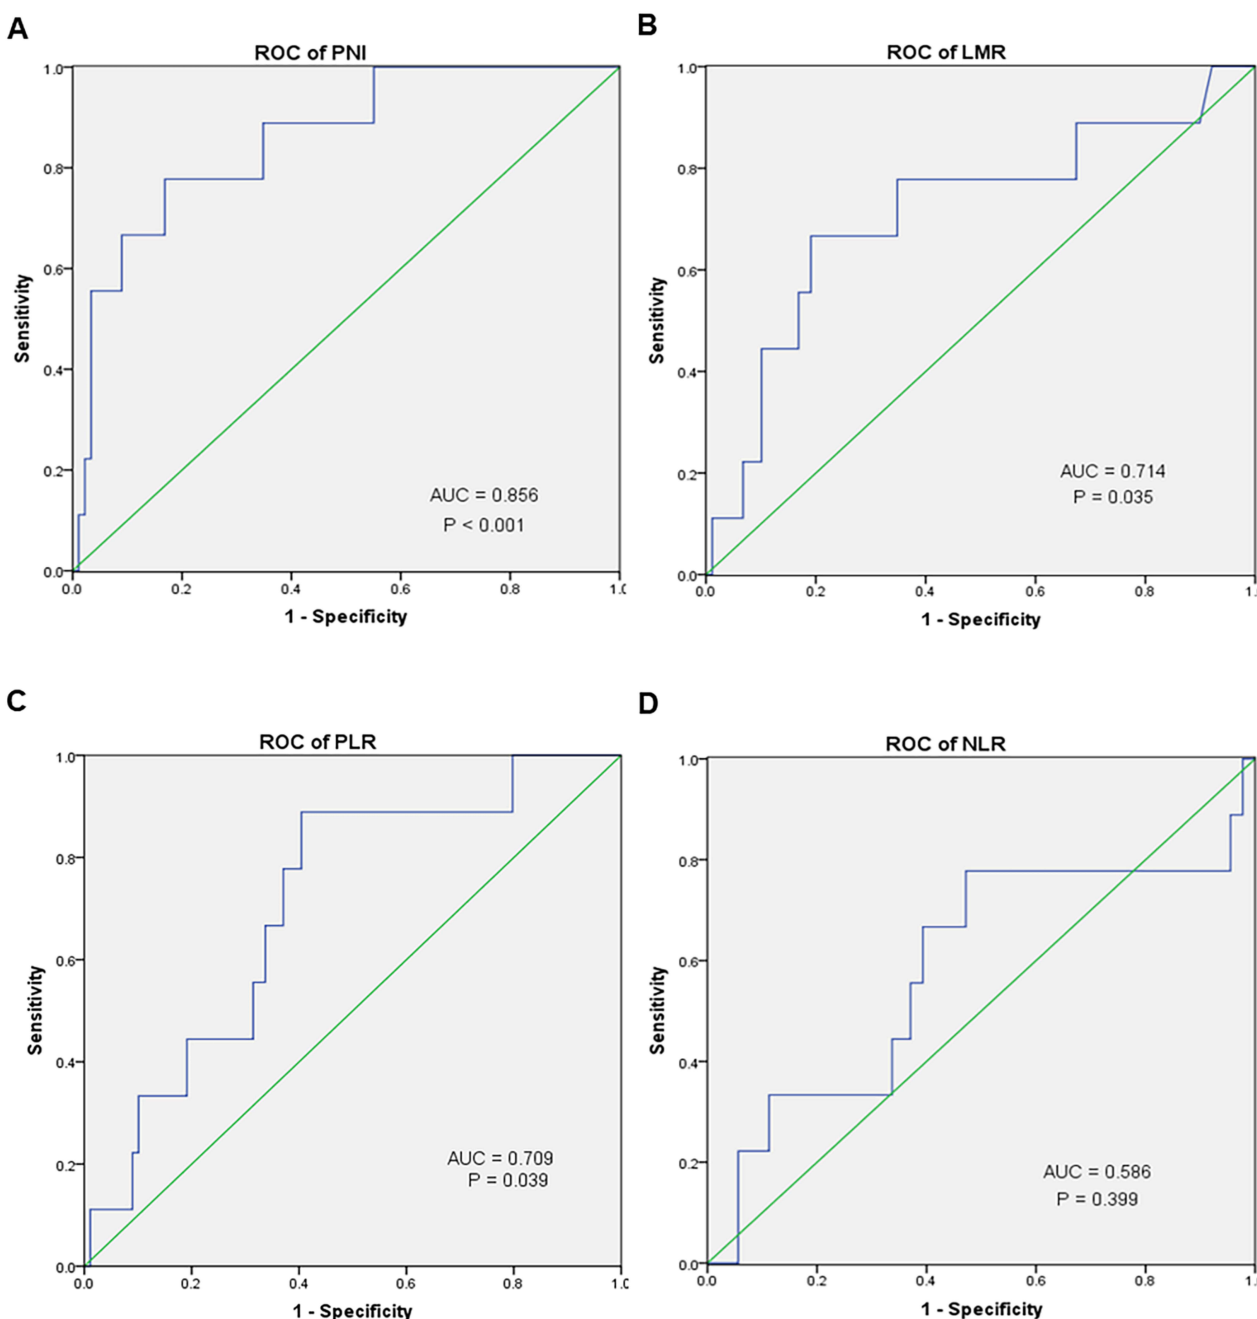 A
ROC of PNI
1.0
0.8
0.6
0.4
0.2
0.0
Sensitivity
AUC = 0.856
P < 0.001
0.0 0.2 0.4 0.6 0.8 1.0
1 - Specificity
B
ROC of LMR
1.0
0.8
0.6
0.4
0.2
0.0
Sensitivity
AUC = 0.714
P = 0.035
0.0 0.2 0.4 0.6 0.8 1.
1 - Specificity
C
ROC of PLR
1.0
0.8
0.6
0.4
0.2
0.0
Sensitivity
AUC = 0.709
P = 0.039
0.0 0.2 0.4 0.6 0.8 1.0
1 - Specificity
D
ROC of NLR
1.0
0.8
0.6
0.4
0.2
0.0
Sensitivity
AUC = 0.586
P = 0.399
0.0 0.2 0.4 0.6 0.8 1.
1 - Specificity